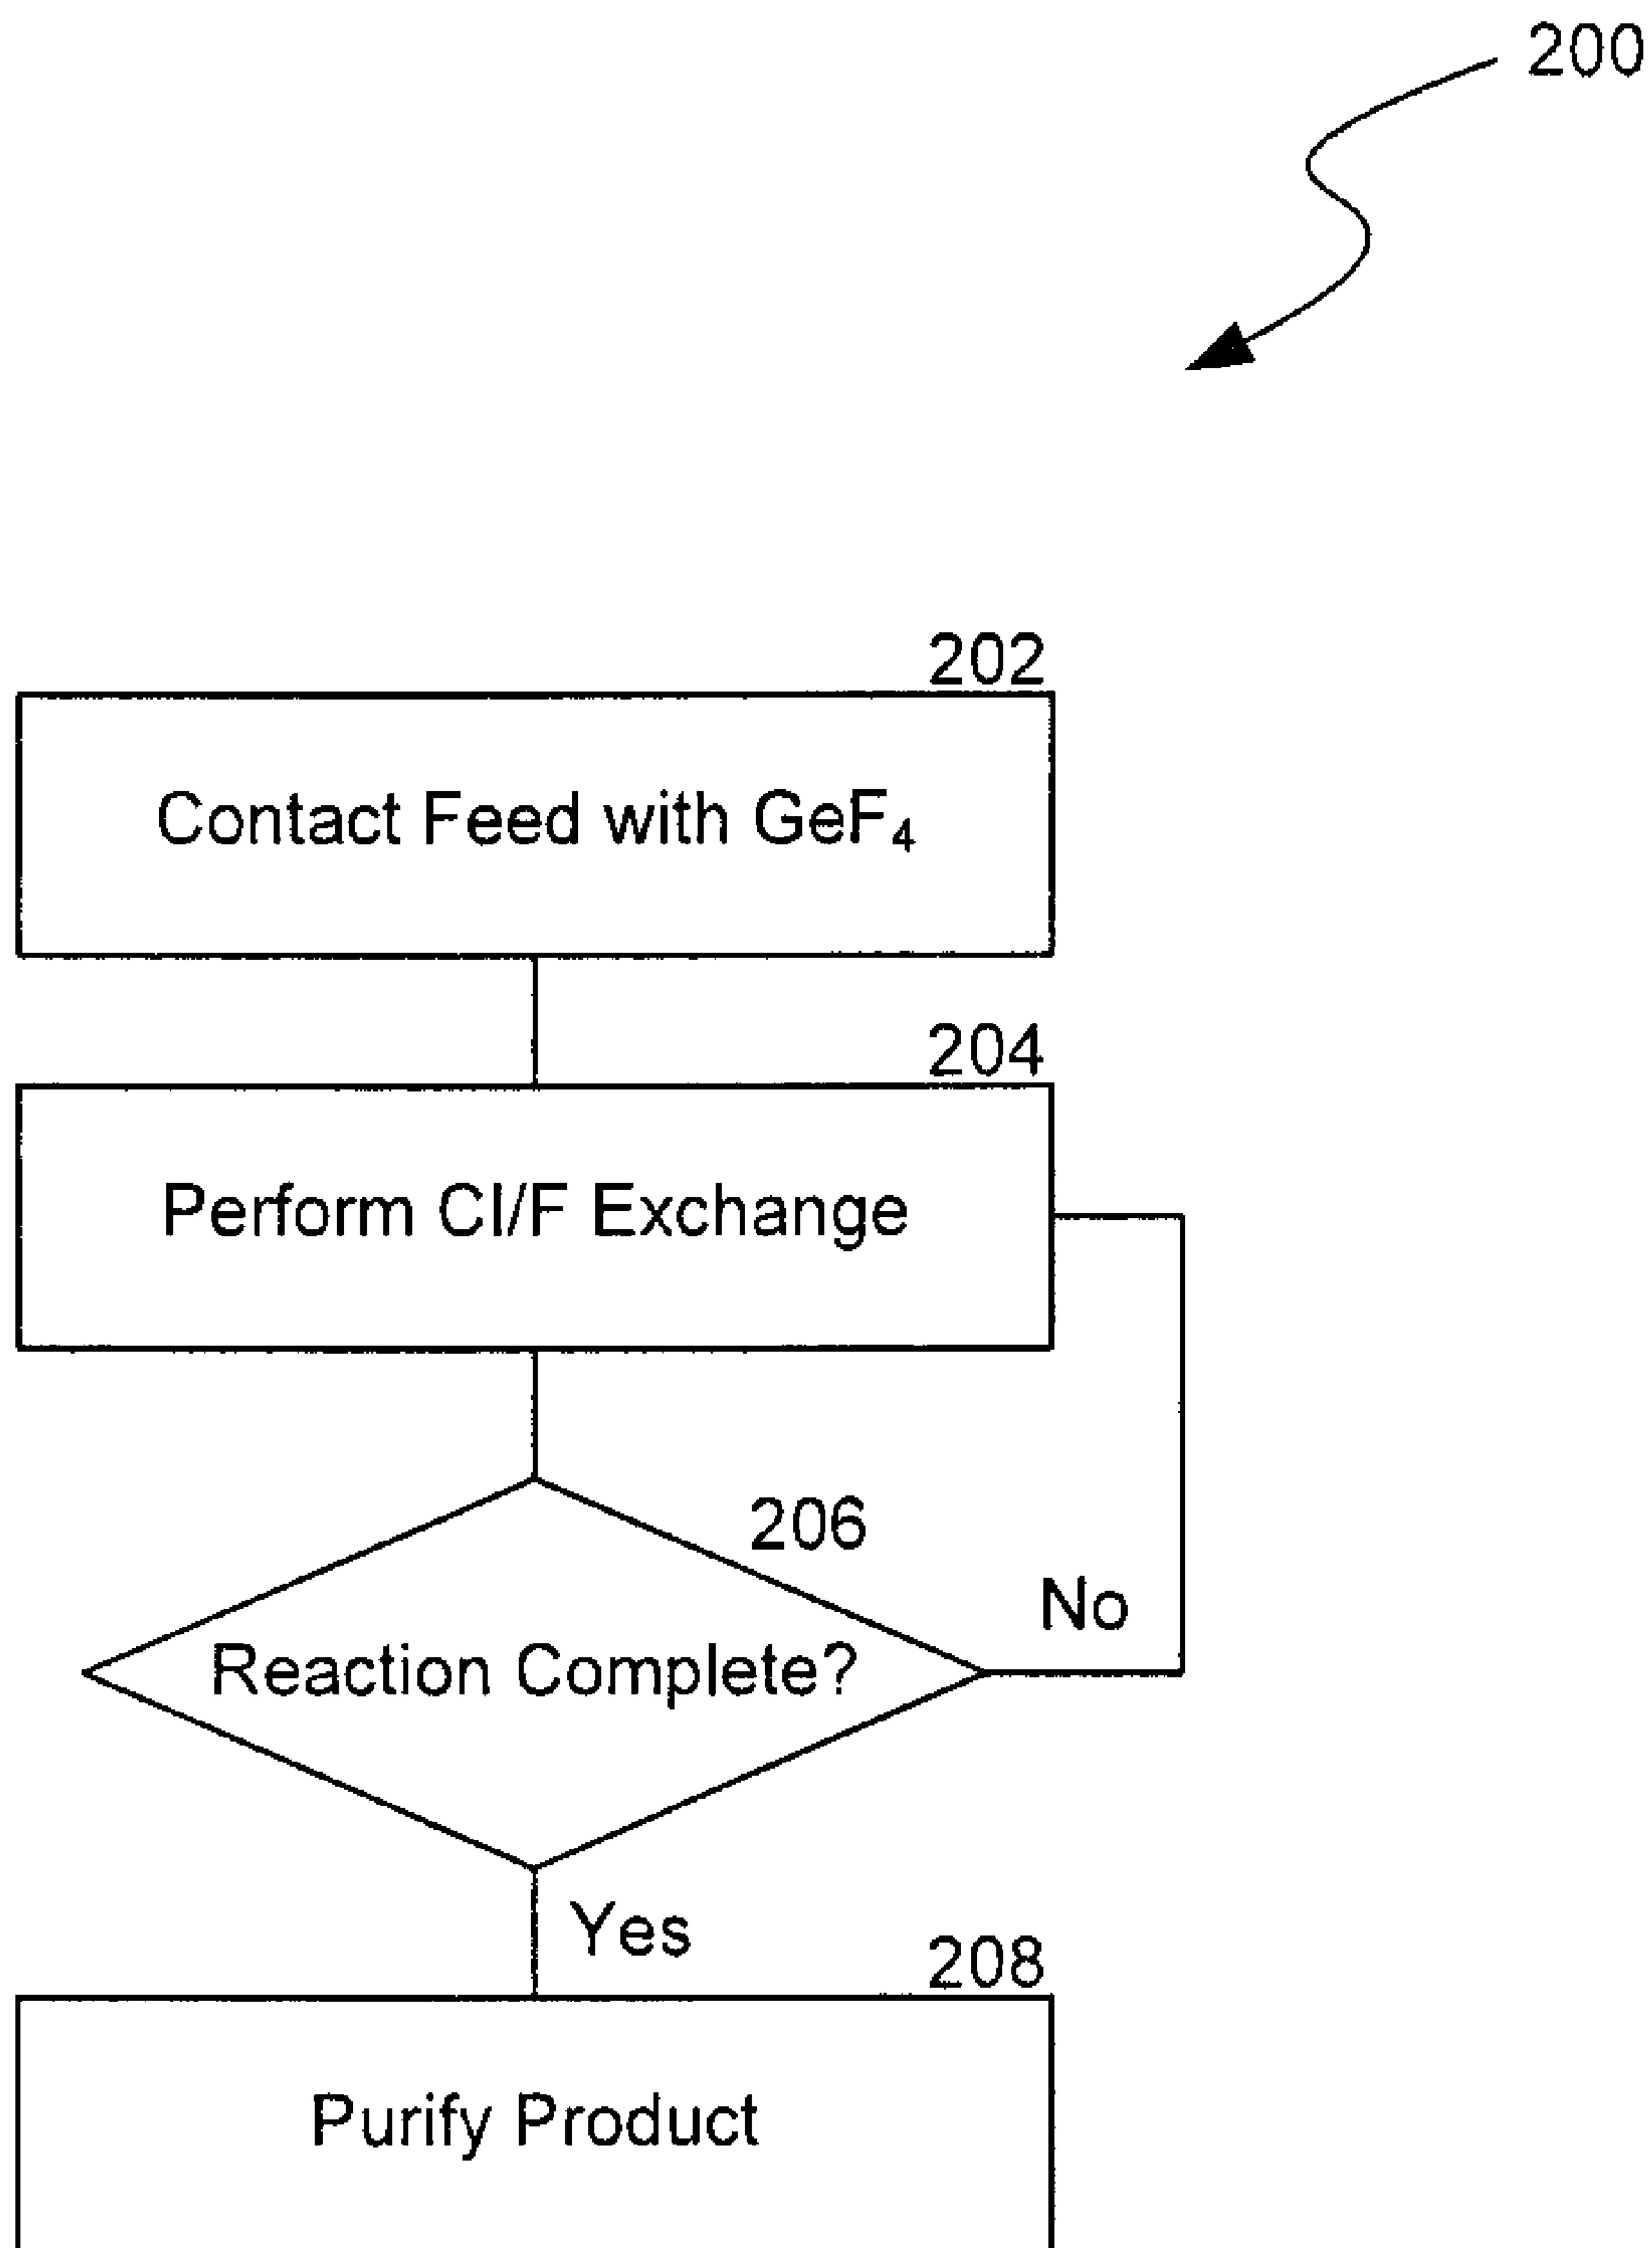 200
202
Contact Feed with GeF₄
204
Perform Cl/F Exchange
206
No
Reaction Complete?
Yes
208
Purify Product